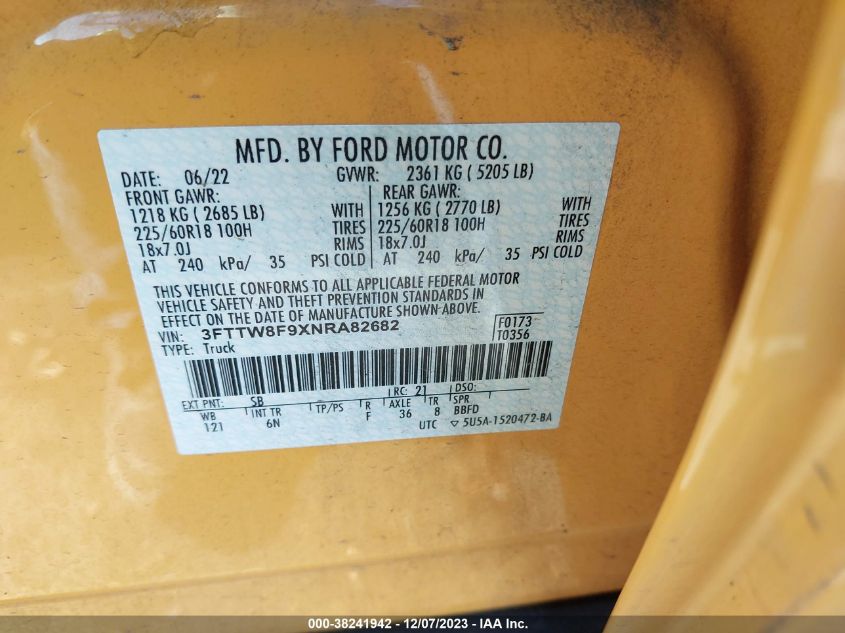 MFD. BY FORD MOTOR CO.
DATE: 06/22 GVWR: 2361 KG ( 5205 LB)
FRONT GAWR: REAR GAWR:
1218 KG ( 2685 LB) WITH 1256 KG ( 2770 LB) WITH
225/60R18 100H TIRES 225/60R18 100H TIRES
18x7.0J RIMS 18x7.0J RIMS
AT 240 kPa/ 35 PSI COLD AT 240 kPa/ 35 PSI COLD
THIS VEHICLE CONFORMS TO ALL APPLICABLE FEDERAL MOTOR
VEHICLE SAFETY AND THEFT PREVENTION STANDARDS IN
EFFECT ON THE DATE OF MANUFACTURE SHOWN ABOVE.
VIN: 3FTTW8F9XNRA82682 F0173
TYPE: Truck T0356
EXT PNT: SB RC: 21 DSO:
WB INT TR TP/PS R AXLE TR SPR
121 6N F 36 8 BBFD
UTC ▽ 5U5A-1520472-BA
000-38241942 - 12/07/2023 - IAA Inc.